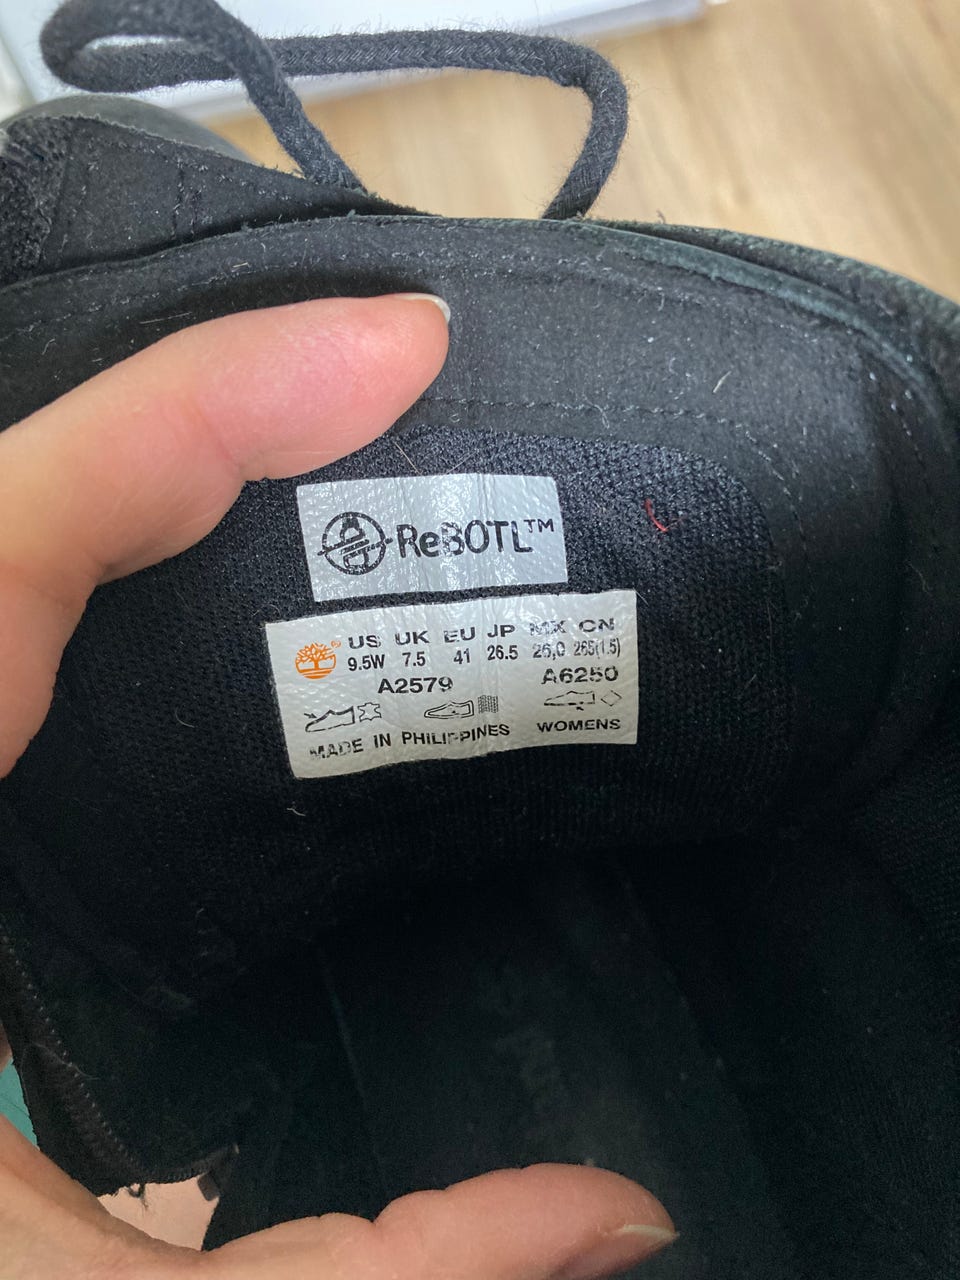 ReBOTL™
US UK EU JP MX CN
9.5W 7.5 41 26.5 26,0 265(1.5)
A2579 A6250
MADE IN PHILIPPINES WOMENS